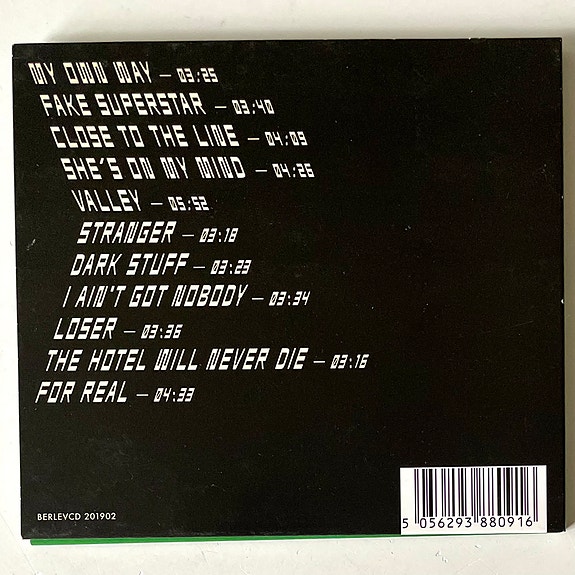 MY OWN WAY — 03:25
FAKE SUPERSTAR — 03:40
CLOSE TO THE LINE — 04:09
SHE'S ON MY MIND — 04:26
VALLEY — 05:52
STRANGER — 03:18
DARK STUFF — 03:23
I AIN'T GOT NOBODY — 03:34
LOSER — 03:36
THE HOTEL WILL NEVER DIE — 03:16
FOR REAL — 04:33
BERLEVCD 201902
5 056293 880916